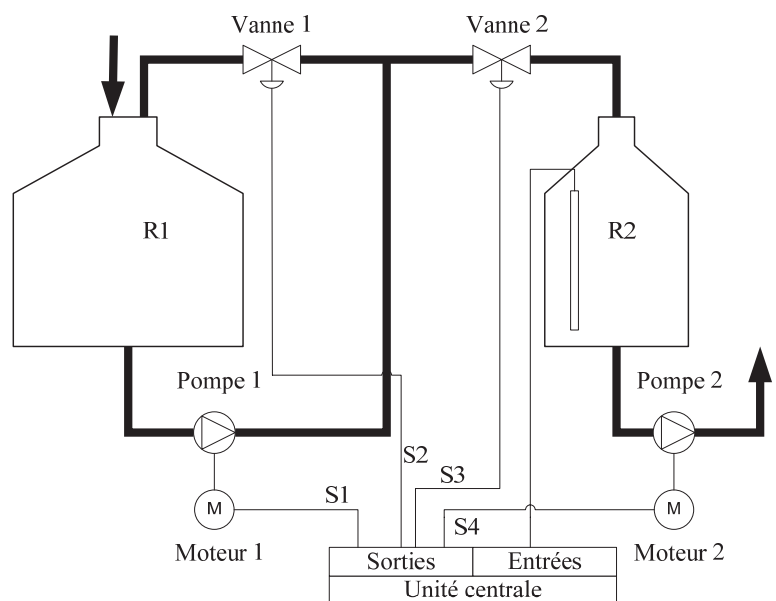 Vanne 1
Vanne 2
R1
R2
Pompe 1
Pompe 2
S2
S3
S1
S4
M
M
Moteur 1
Moteur 2
Sorties
Entrées
Unité centrale